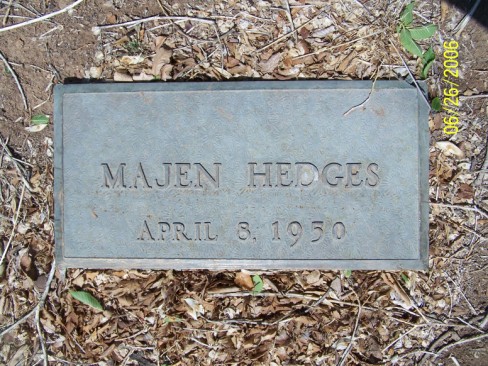 MAJEN HEDGES
APRIL 8, 1950
06/26/2006